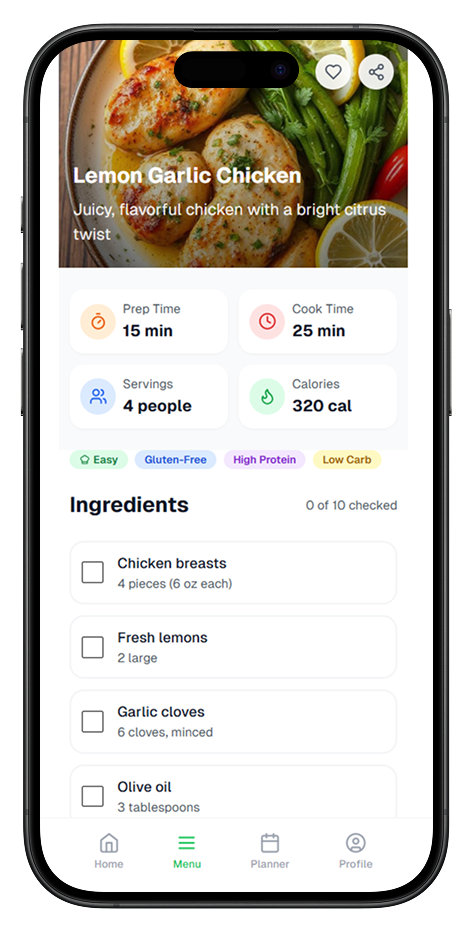 Lemon Garlic Chicken
Juicy, flavorful chicken with a bright citrus
twist
Prep Time
15 min
Cook Time
25 min
Servings
4 people
Calories
320 cal
Easy
Gluten-Free
High Protein
Low Carb
Ingredients
0 of 10 checked
Chicken breasts
4 pieces (6 oz each)
Fresh lemons
2 large
Garlic cloves
6 cloves, minced
Olive oil
3 tablespoons
Home
Menu
Planner
Profile